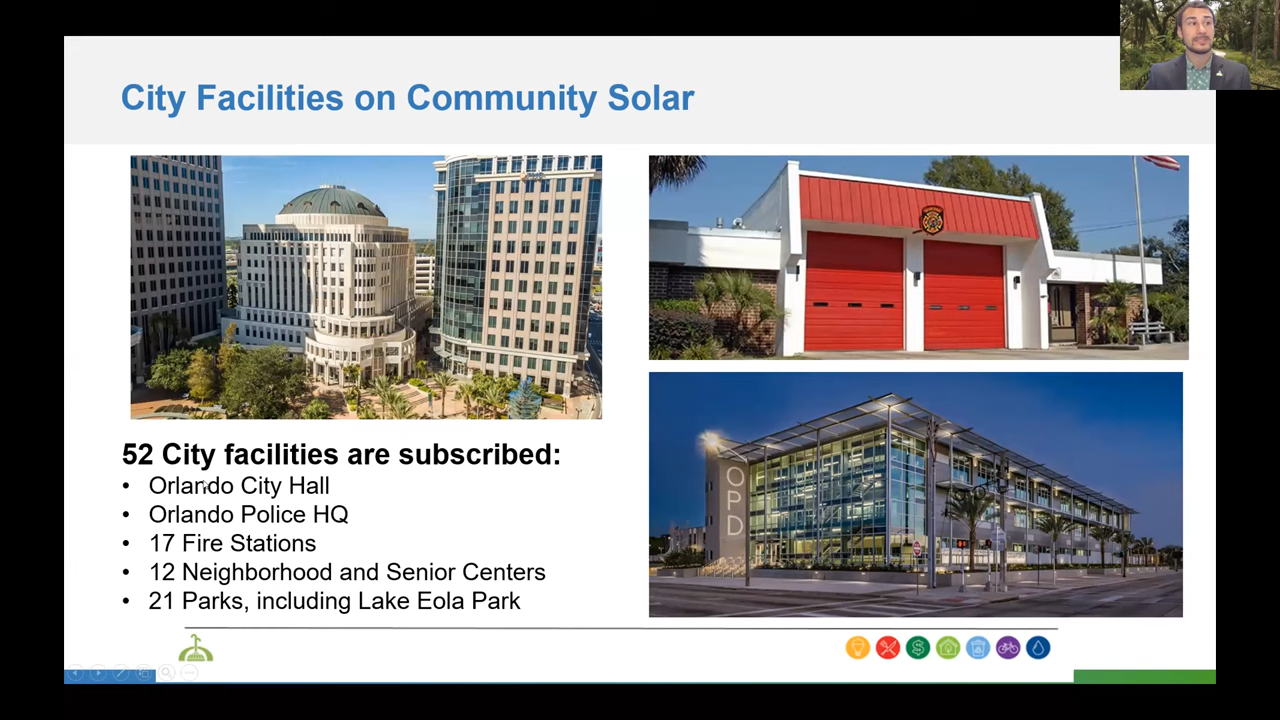 City Facilities on Community Solar
52 City facilities are subscribed:
• Orlando City Hall
• Orlando Police HQ
• 17 Fire Stations
• 12 Neighborhood and Senior Centers
• 21 Parks, including Lake Eola Park
OPD